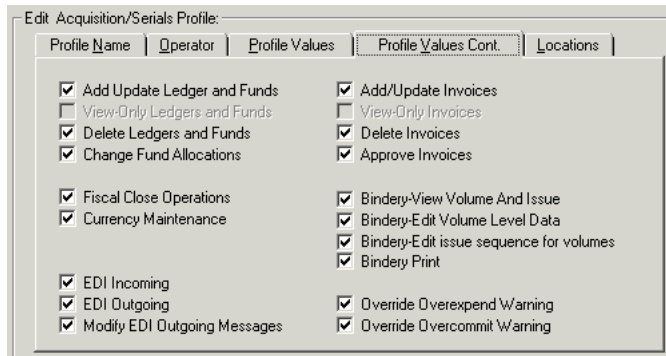 Edit Acquisition/Serials Profile:
Profile Name
Operator
Profile Values
Profile Values Cont.
Locations
Add Update Ledger and Funds
View-Only Ledgers and Funds
Delete Ledgers and Funds
Change Fund Allocations
Fiscal Close Operations
Currency Maintenance
EDI Incoming
EDI Outgoing
Modify EDI Outgoing Messages
Add/Update Invoices
View-Only Invoices
Delete Invoices
Approve Invoices
Bindery-View Volume And Issue
Bindery-Edit Volume Level Data
Bindery-Edit issue sequence for volumes
Bindery Print
Override Overexpend Warning
Override Overcommit Warning